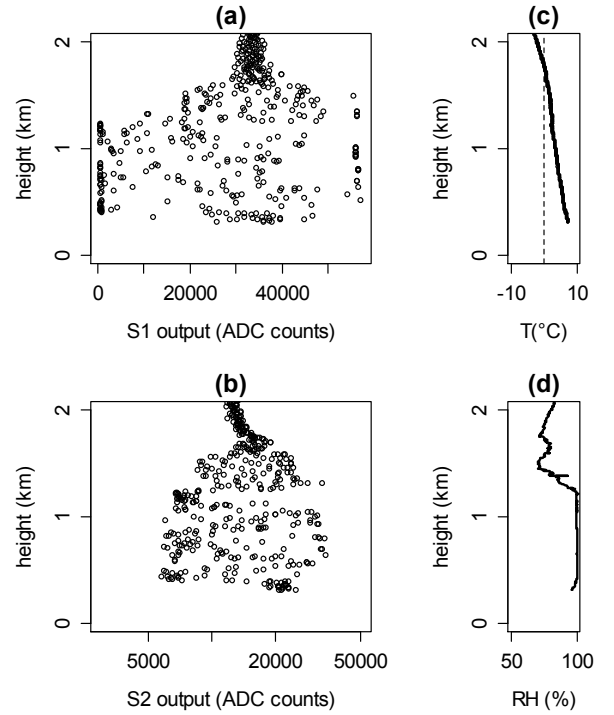 (a)
2
1
0
height (km)
0
20000
40000
S1 output (ADC counts)
(c)
2
1
0
height (km)
-10
10
T(°C)
(b)
2
1
0
height (km)
5000
20000
50000
S2 output (ADC counts)
(d)
2
1
0
height (km)
50
100
RH (%)